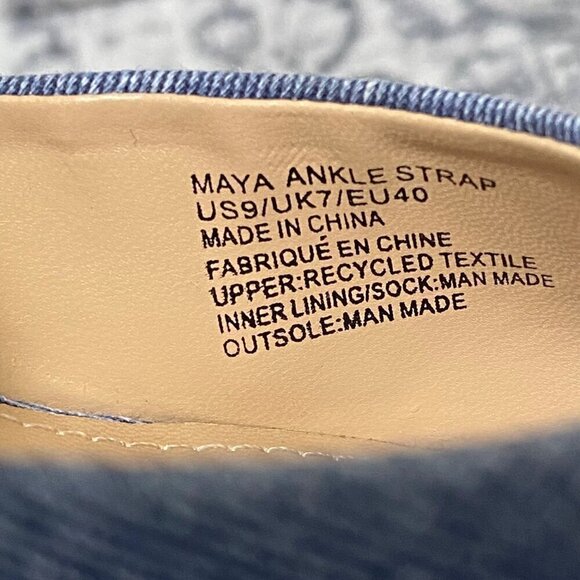 MAYA ANKLE STRAP
US9/UK7/EU40
MADE IN CHINA
FABRIQUÉ EN CHINE
UPPER:RECYCLED TEXTILE
INNER LINING/SOCK:MAN MADE
OUTSOLE:MAN MADE